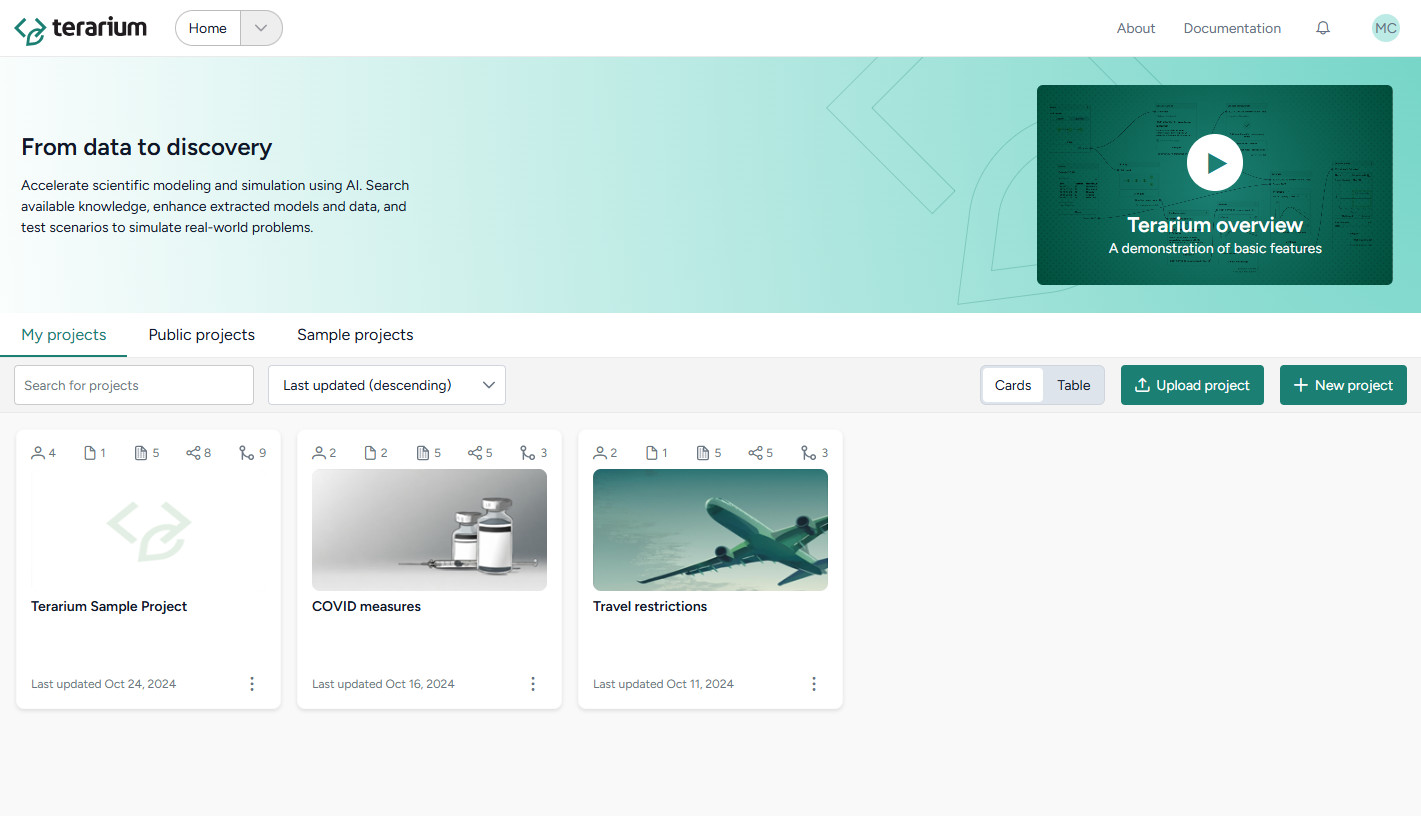 terarium
Home
About
Documentation
MC
From data to discovery
Accelerate scientific modeling and simulation using AI. Search
available knowledge, enhance extracted models and data, and
test scenarios to simulate real-world problems.
Terarium overview
A demonstration of basic features
My projects
Public projects
Sample projects
Search for projects
Last updated (descending)
Cards
Table
Upload project
New project
4 1 5 8 9
Terarium Sample Project
Last updated Oct 24, 2024
2 2 5 5 3
COVID measures
Last updated Oct 16, 2024
2 1 5 5 3
Travel restrictions
Last updated Oct 11, 2024